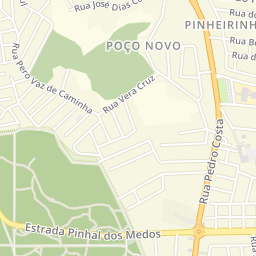 Rua José Dias Co
PINHEIRINH
POÇO NOVO
Rua Be
Rua d
Rua Vera Cruz
Rua Pero Vaz de Caminha
Rua Pedro Costa
Estrada Pinhal dos Medos